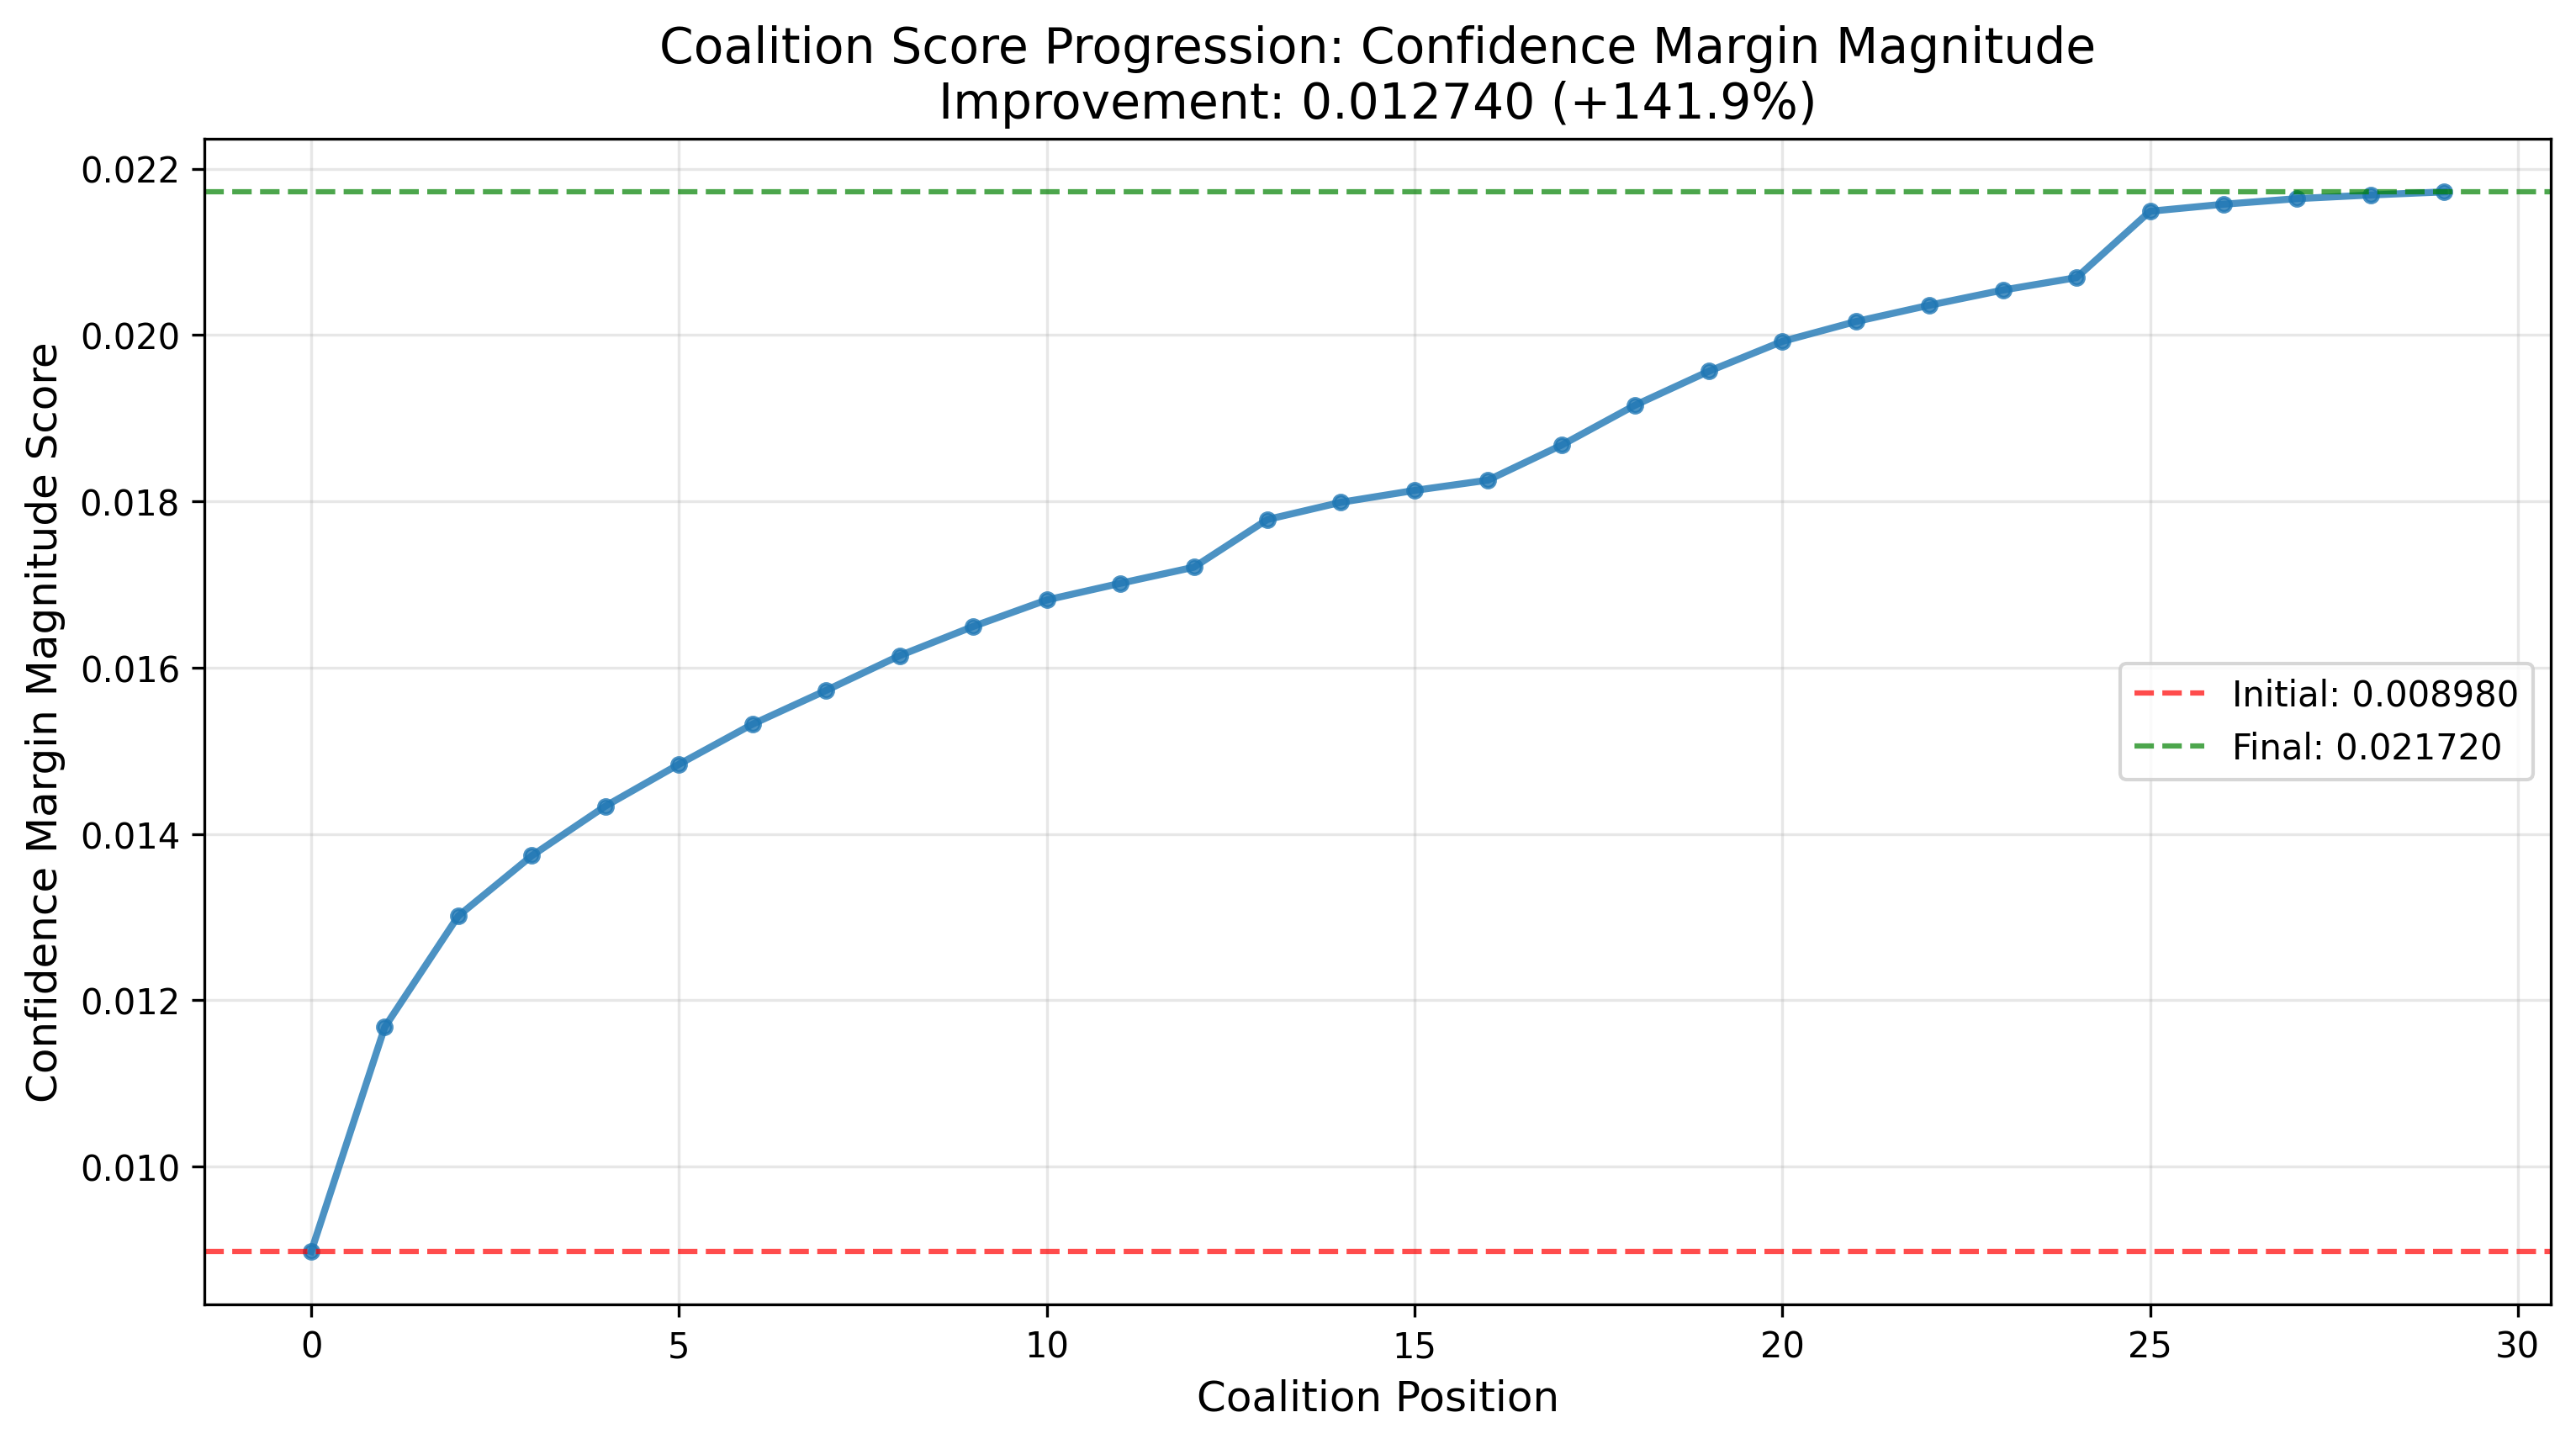 Coalition Score Progression: Confidence Margin Magnitude
Improvement: 0.012740 (+141.9%)
Confidence Margin Magnitude Score
0.022
0.020
0.018
0.016
0.014
0.012
0.010
Initial: 0.008980
Final: 0.021720
0 5 10 15 20 25 30
Coalition Position